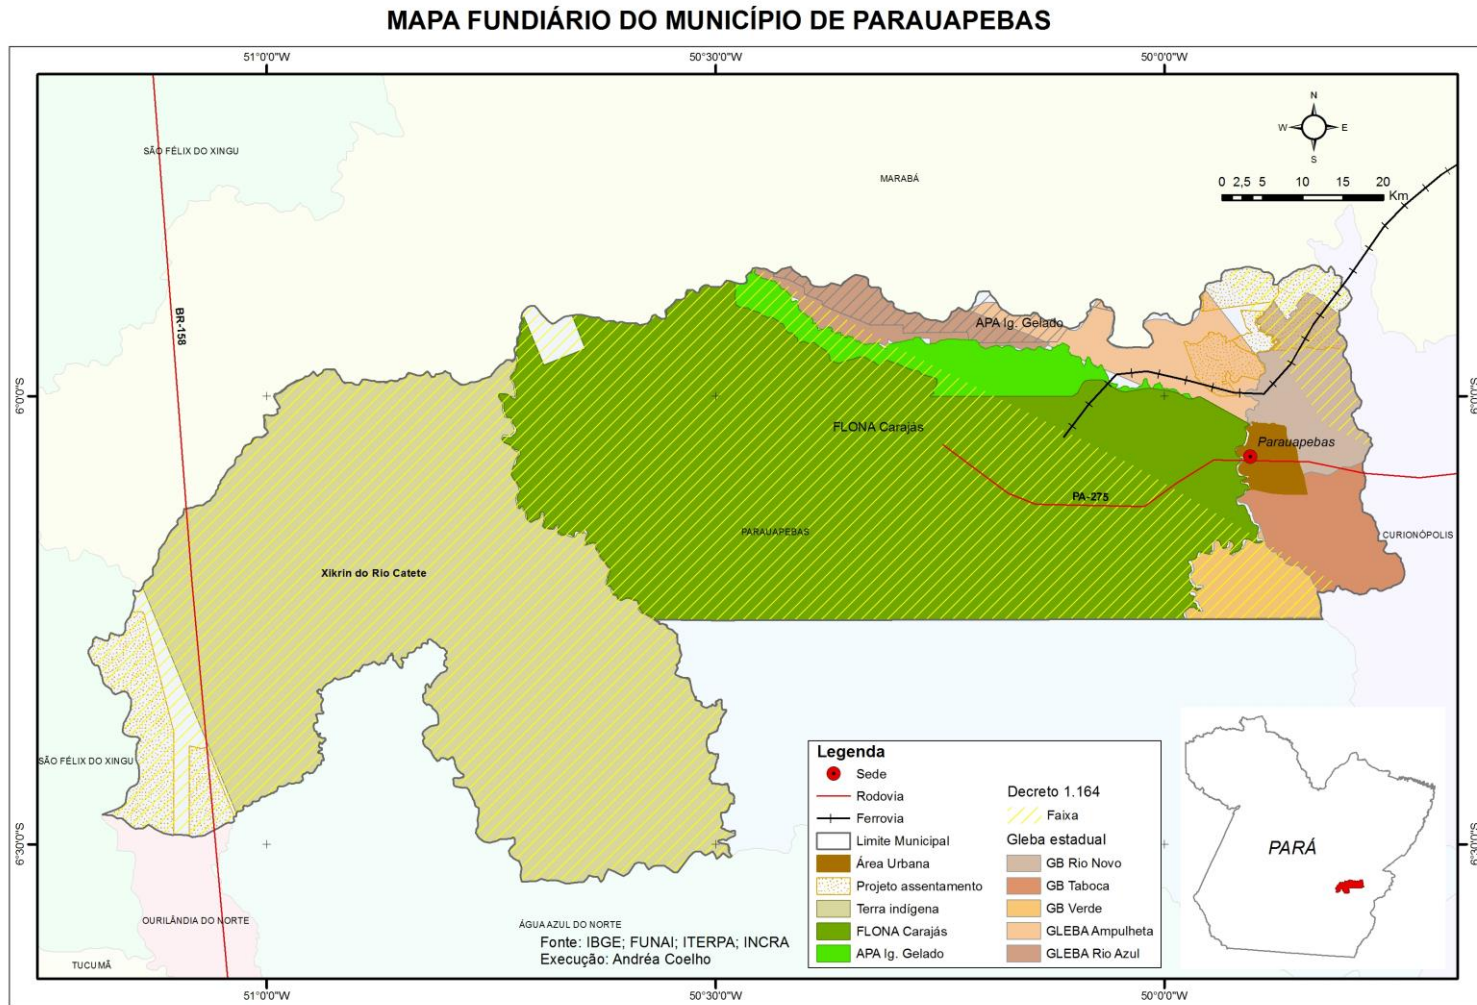 MAPA FUNDIÁRIO DO MUNICÍPIO DE PARAUAPEBAS
51°0'0"W
50°30'0"W
50°0'0"W
N
W E
S
SÃO FÉLIX DO XINGU
MARABÁ
0 2,5 5 10 15 20
Km
BR-158
APA Ig. Gelado
6°0'0"S
6°0'0"S
FLONA Carajás
Parauapebas
PA-275
PARAUAPEBAS
CURIONÓPOLIS
Xikrin do Rio Catete
SÃO FÉLIX DO XINGU
Legenda
Sede
Rodovia
Ferrovia
Limite Municipal
Área Urbana
Projeto assentamento
Terra indígena
FLONA Carajás
APA Ig. Gelado
Decreto 1.164
Faixa
Gleba estadual
GB Rio Novo
GB Taboca
GB Verde
GLEBA Ampulheta
GLEBA Rio Azul
PARÁ
6°30'0"S
6°30'0"S
OURILÂNDIA DO NORTE
ÁGUA AZUL DO NORTE
Fonte: IBGE; FUNAI; ITERPA; INCRA
Execução: Andréa Coelho
TUCUMÃ
51°0'0"W
50°30'0"W
50°0'0"W